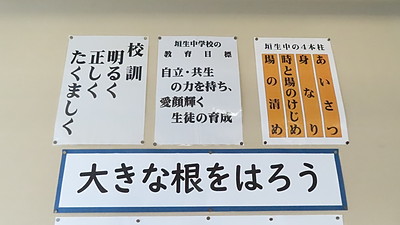 校訓
明るく
正しく
たくましく
垣生中学校の
教育目標
自立・共生
の力を持ち、
愛顔輝く
生徒の育成
垣生中の4本柱
あいさつ
身なり
時と場のけじめ
場の清め
大きな根をはろう